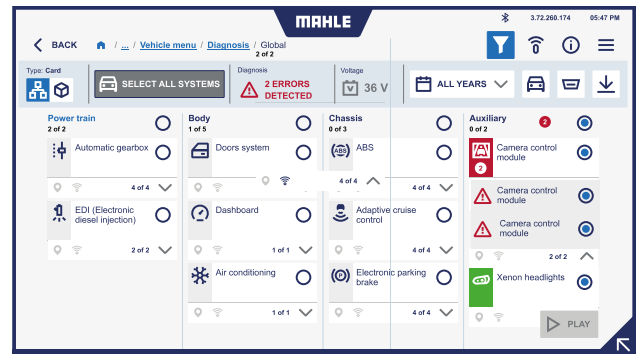 MAHLE
3.72.260.174 05:47 PM
BACK / ... / Vehicle menu / Diagnosis / Global
2 of 2
Type: Card
SELECT ALL SYSTEMS
Diagnosis
2 ERRORS
DETECTED
Voltage
36 V
ALL YEARS
Power train
2 of 2
Body
1 of 5
Chassis
0 of 3
Auxiliary
0 of 2
2
Automatic gearbox
Doors system
ABS
ABS
Camera control
module
2
4 of 4
4 of 4
4 of 4
Camera control
module
EDI (Electronic
diesel injection)
Dashboard
Adaptive cruise
control
Camera control
module
2 of 2
1 of 1
4 of 4
2 of 2
Air conditioning
Electronic parking
brake
Xenon headlights
1 of 1
4 of 4
PLAY